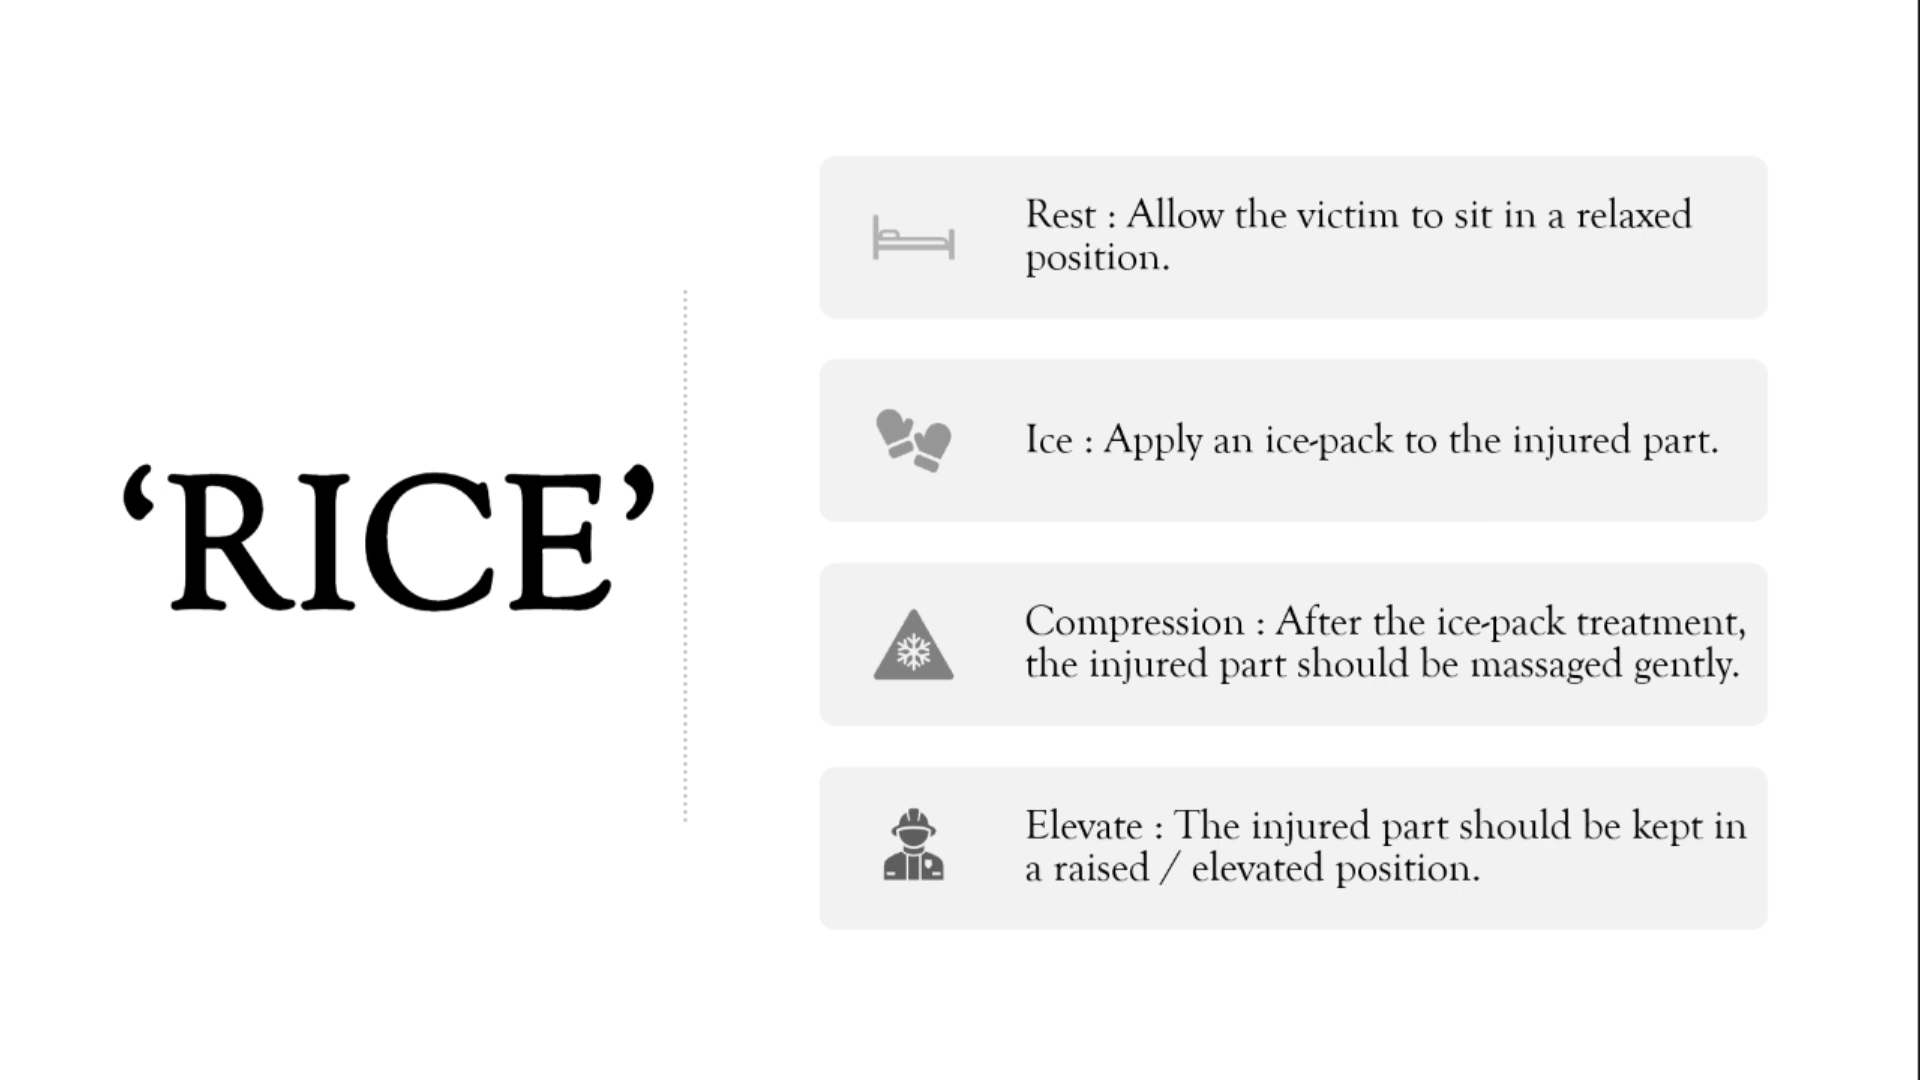 ‘RICE’
Rest : Allow the victim to sit in a relaxed
position.
Ice : Apply an ice-pack to the injured part.
Compression : After the ice-pack treatment,
the injured part should be massaged gently.
Elevate : The injured part should be kept in
a raised / elevated position.